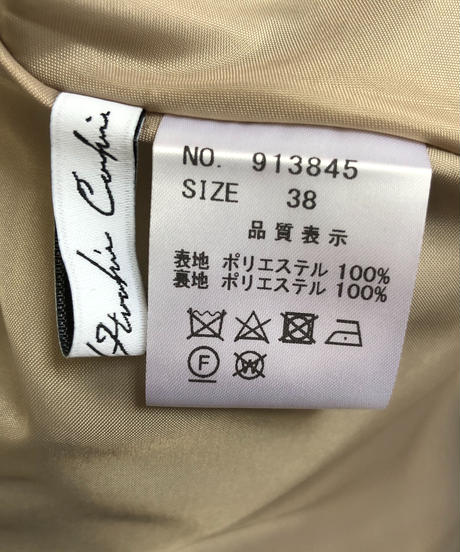 NO. 913845
SIZE 38
品質表示
表地 ポリエステル 100%
裏地 ポリエステル 100%
F
W